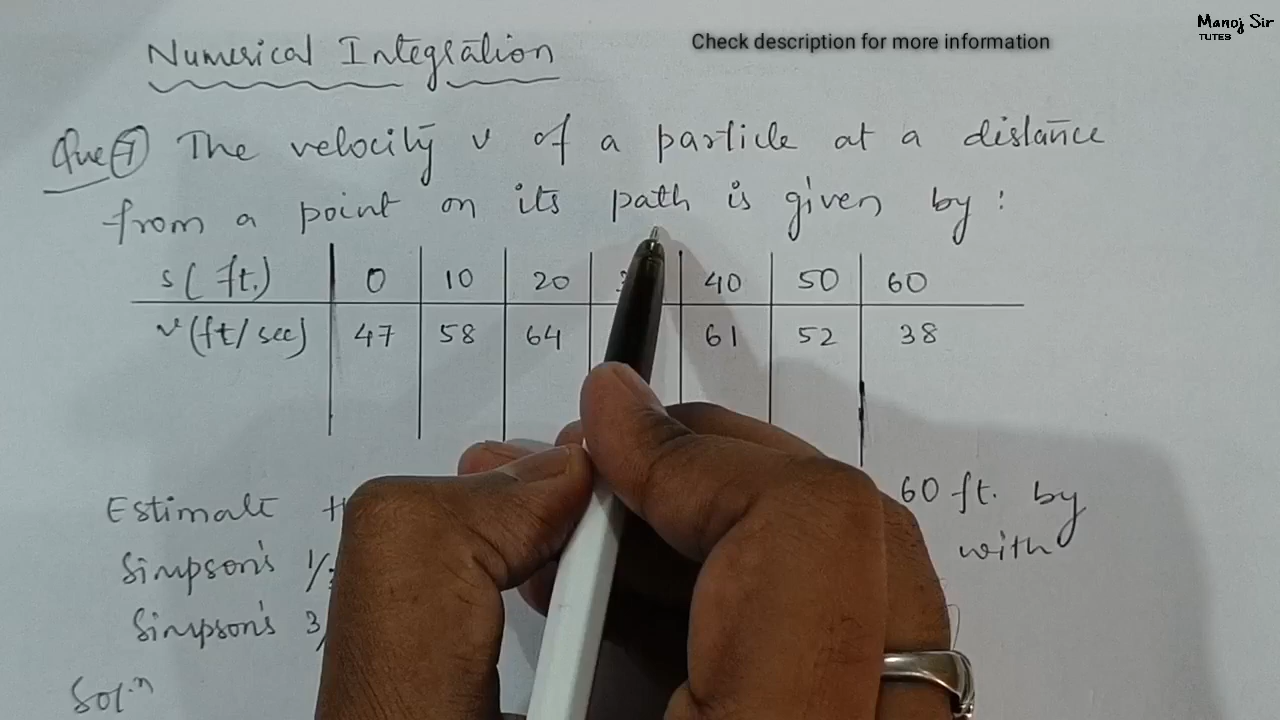 Manoj Sir
TUTES
Check description for more information
Numerical Integration
Que 1 The velocity v of a particle at a distance
from a point on its path is given by :
s( ft.) 0 10 20 40 50 60
v(ft/sec) 47 58 64 61 52 38
Estimate 60 ft. by
Simpson's with
Simpson's
Sol.n